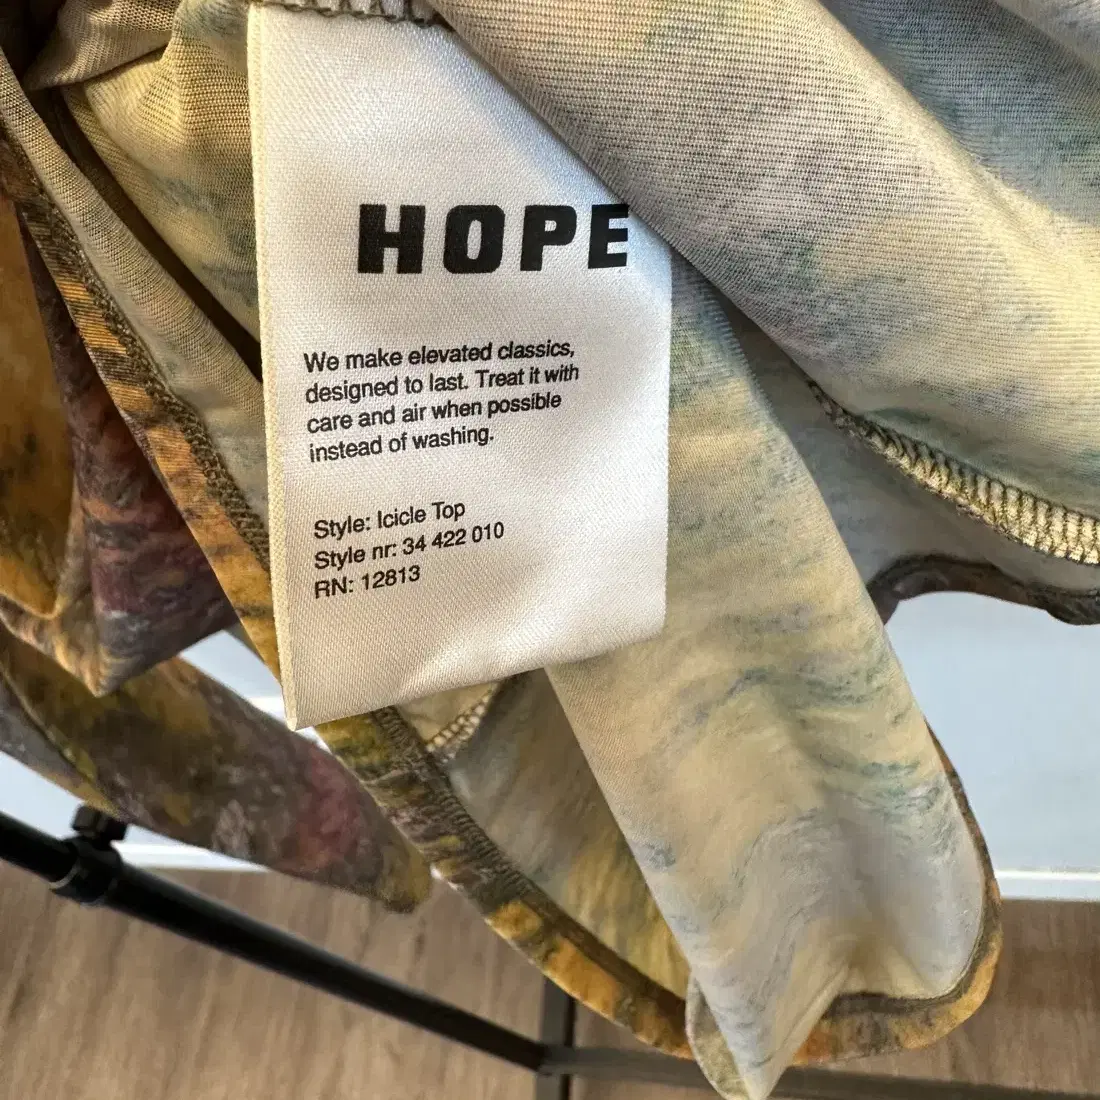 HOPE
We make elevated classics,
designed to last. Treat it with
care and air when possible
instead of washing.
Style: Icicle Top
Style nr: 34 422 010
RN: 12813